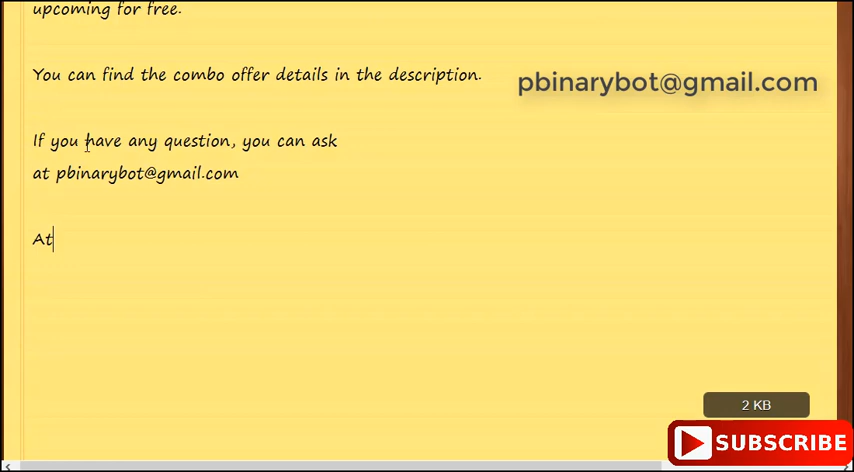 upcoming for free.
You can find the combo offer details in the description.
pbinarybot@gmail.com
If you have any question, you can ask
at pbinarybot@gmail.com
At
2 KB
SUBSCRIBE